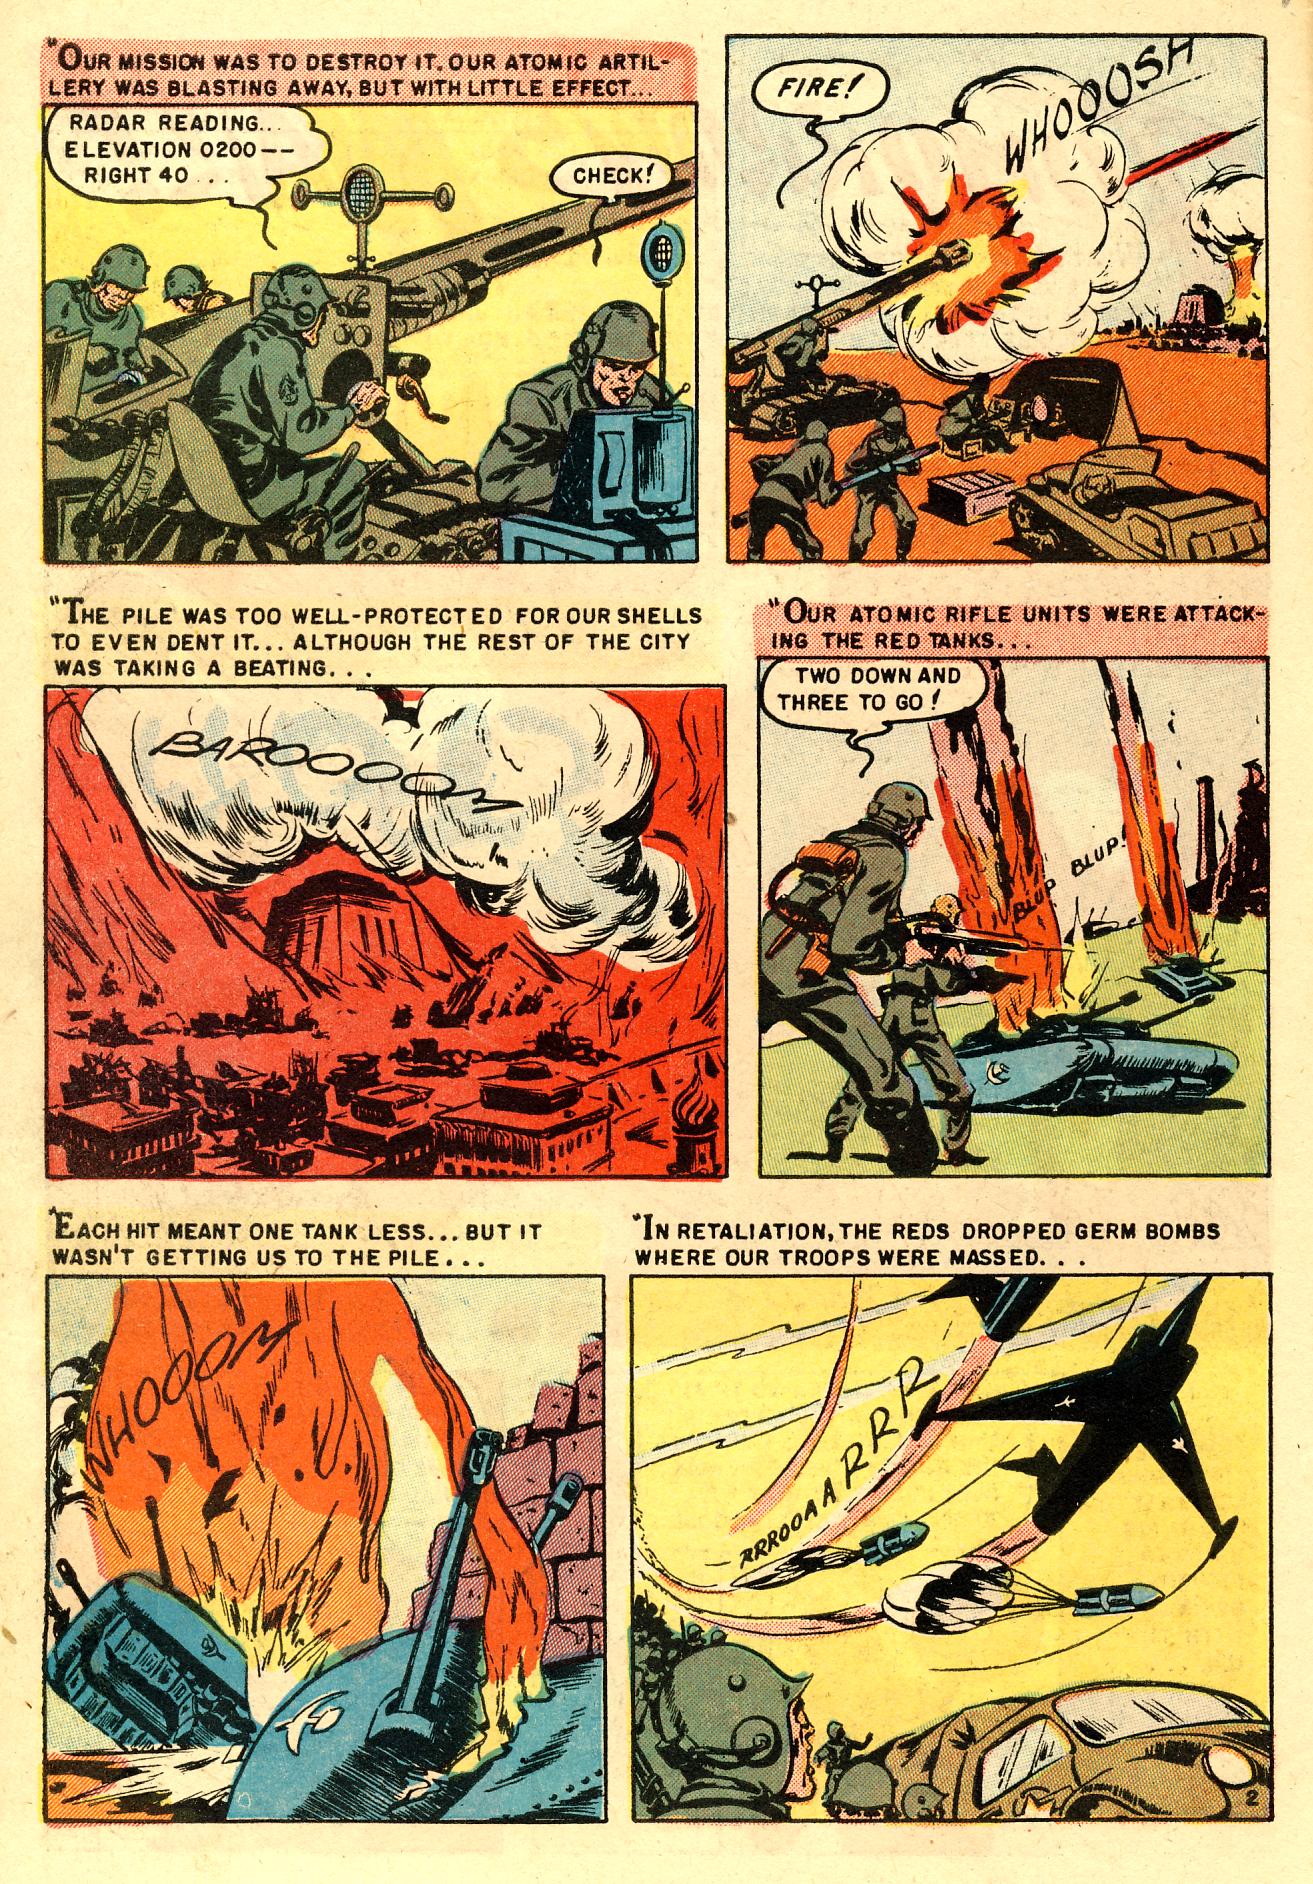 "OUR MISSION WAS TO DESTROY IT. OUR ATOMIC ARTIL-
LERY WAS BLASTING AWAY, BUT WITH LITTLE EFFECT...
RADAR READING...
ELEVATION 0200--
RIGHT 40...
CHECK!
FIRE!
WHOOOSH
"THE PILE WAS TOO WELL-PROTECTED FOR OUR SHELLS
TO EVEN DENT IT... ALTHOUGH THE REST OF THE CITY
WAS TAKING A BEATING...
BAROOOOM
"OUR ATOMIC RIFLE UNITS WERE ATTACK-
ING THE RED TANKS...
TWO DOWN AND
THREE TO GO!
BLUP BLUP!
"EACH HIT MEANT ONE TANK LESS... BUT IT
WASN'T GETTING US TO THE PILE...
WHOOOM
"IN RETALIATION, THE REDS DROPPED GERM BOMBS
WHERE OUR TROOPS WERE MASSED...
RRROOAARRR
2